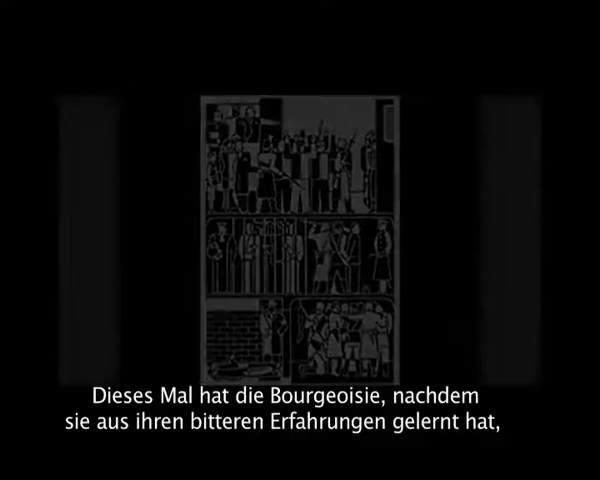 Dieses Mal hat die Bourgeoisie, nachdem
sie aus ihren bitteren Erfahrungen gelernt hat,